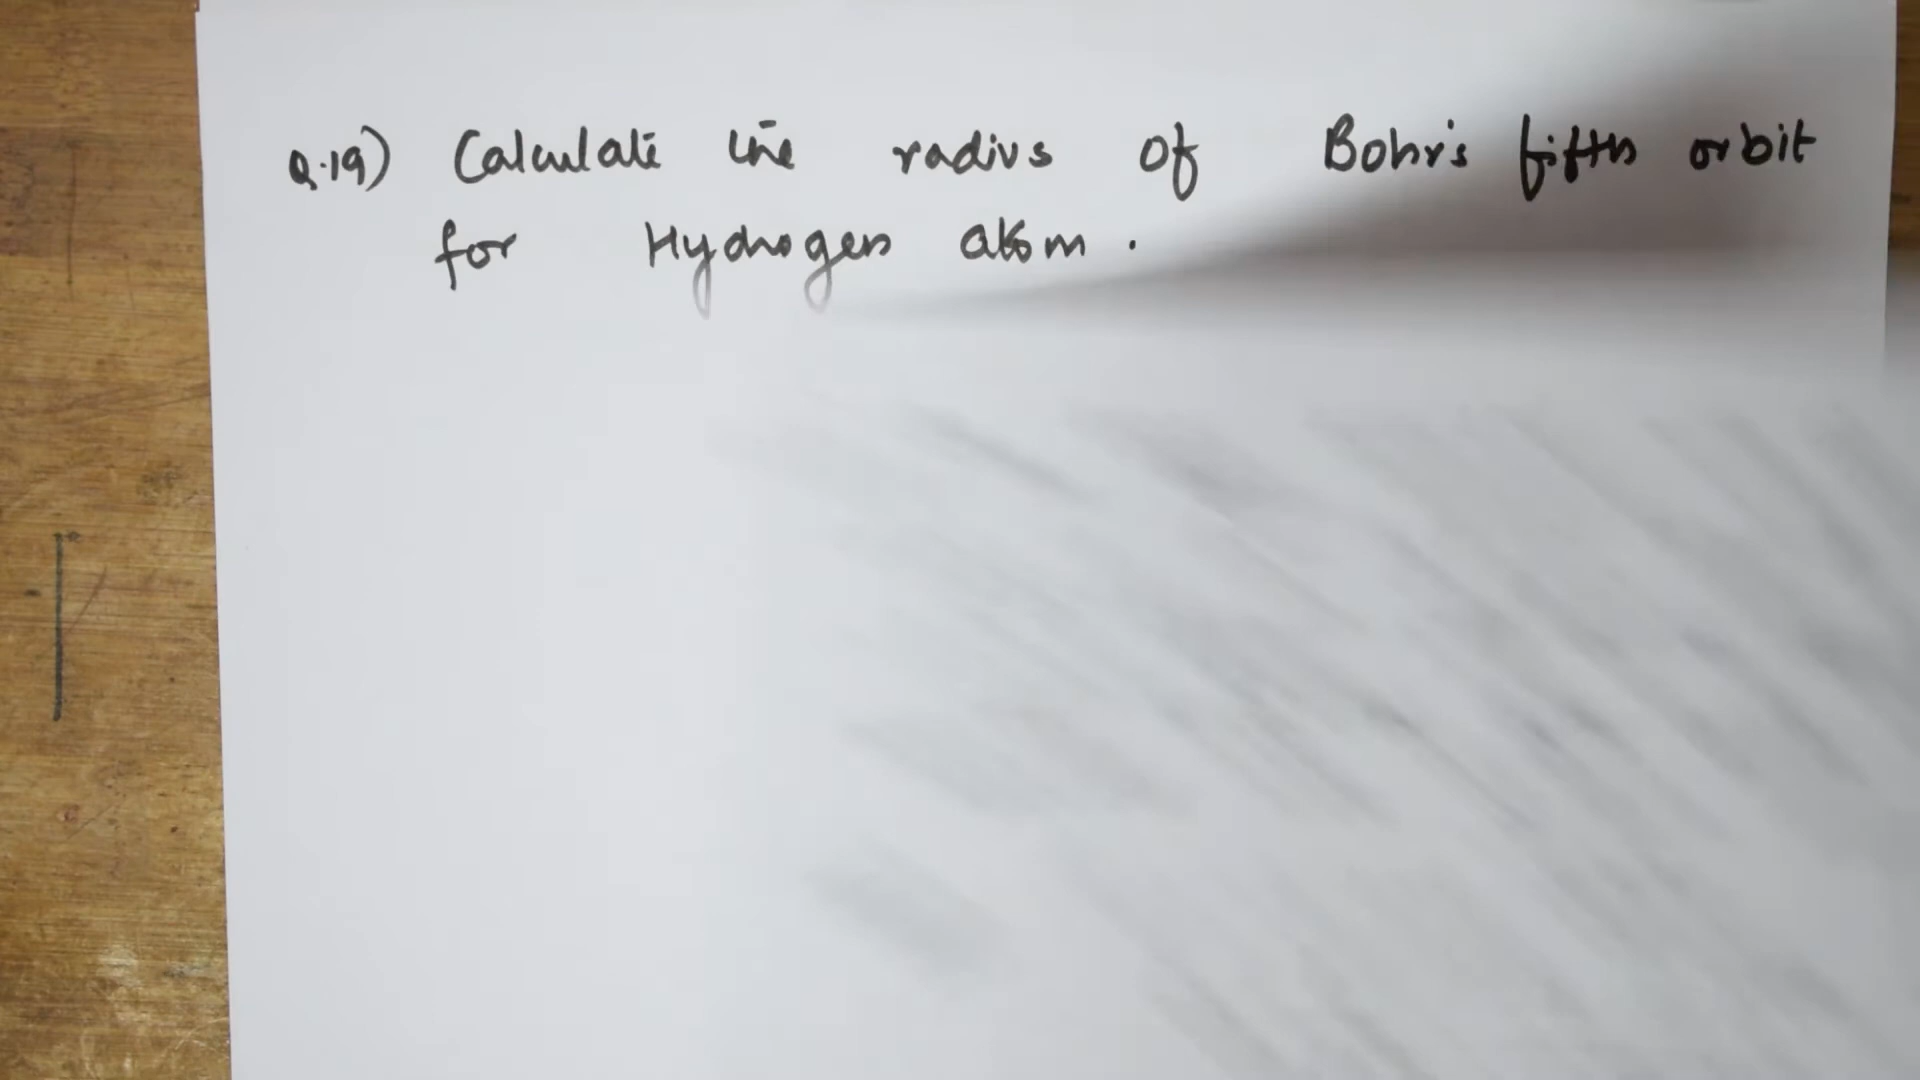 Q.19) Calculate the radius of Bohr's fifth orbit
for Hydrogen atom.